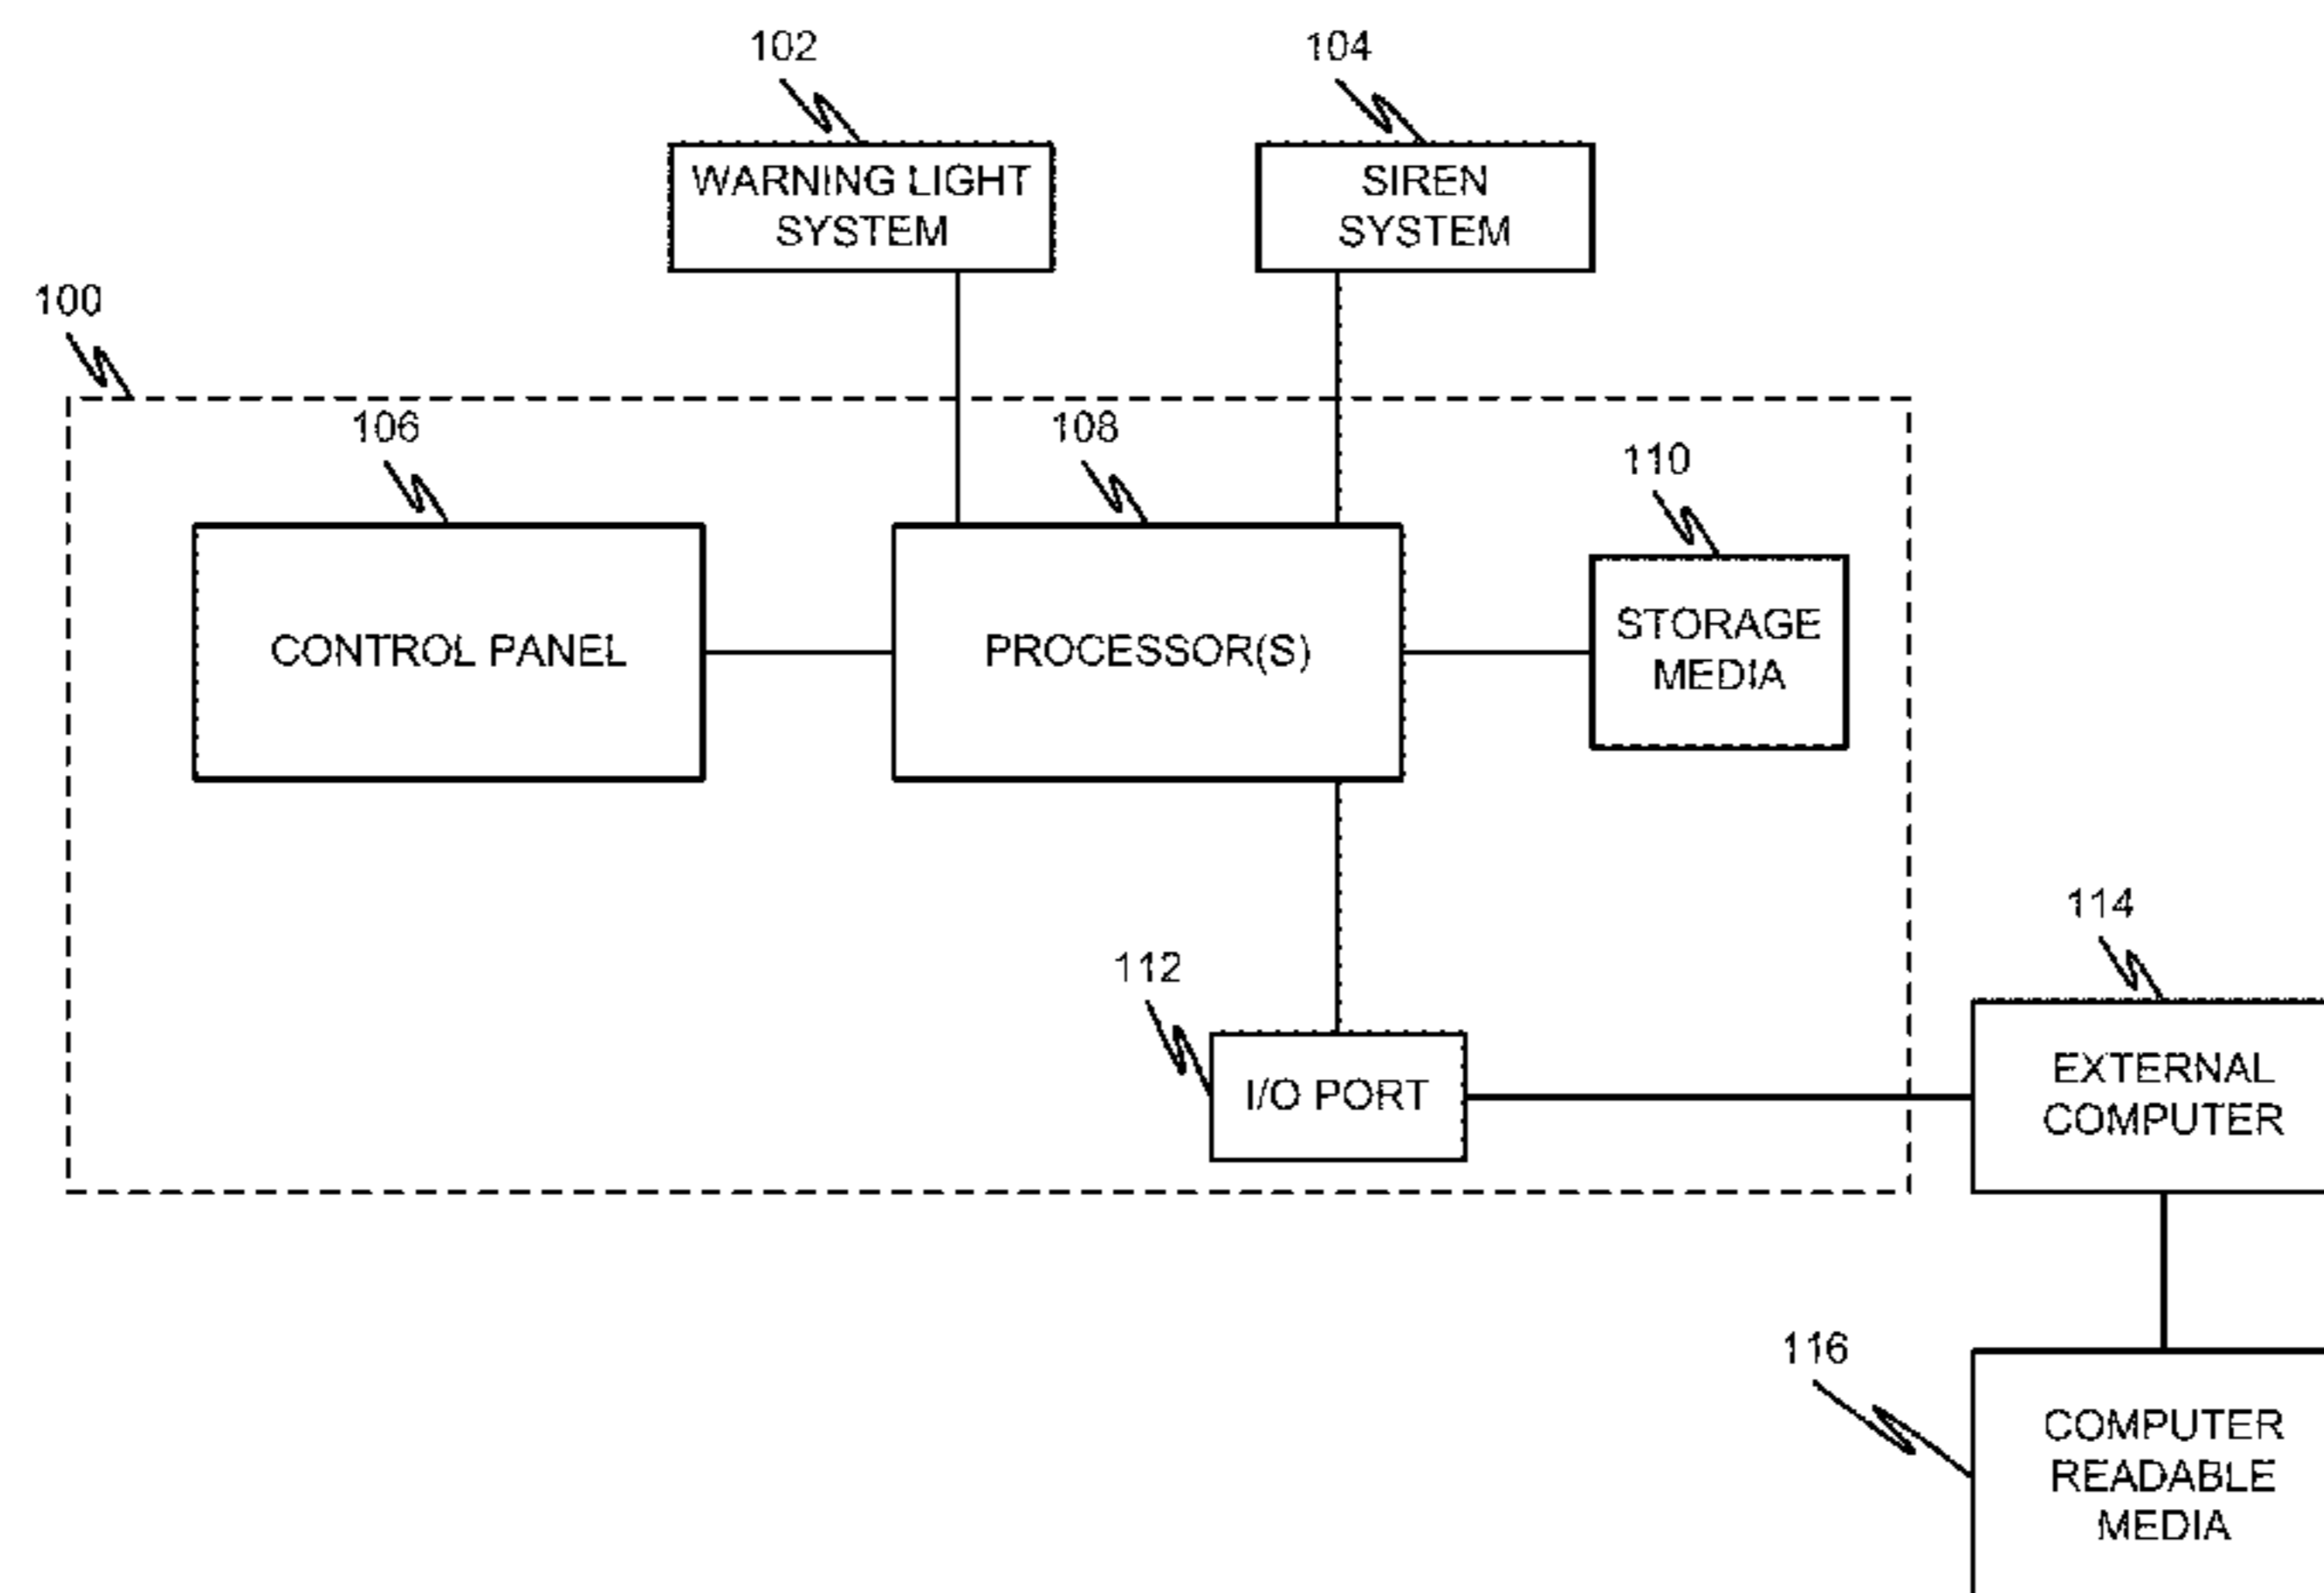 102
104
WARNING LIGHT
SYSTEM
SIREN
SYSTEM
100
106
108
110
CONTROL PANEL
PROCESSOR(S)
STORAGE
MEDIA
114
112
I/O PORT
EXTERNAL
COMPUTER
116
COMPUTER
READABLE
MEDIA